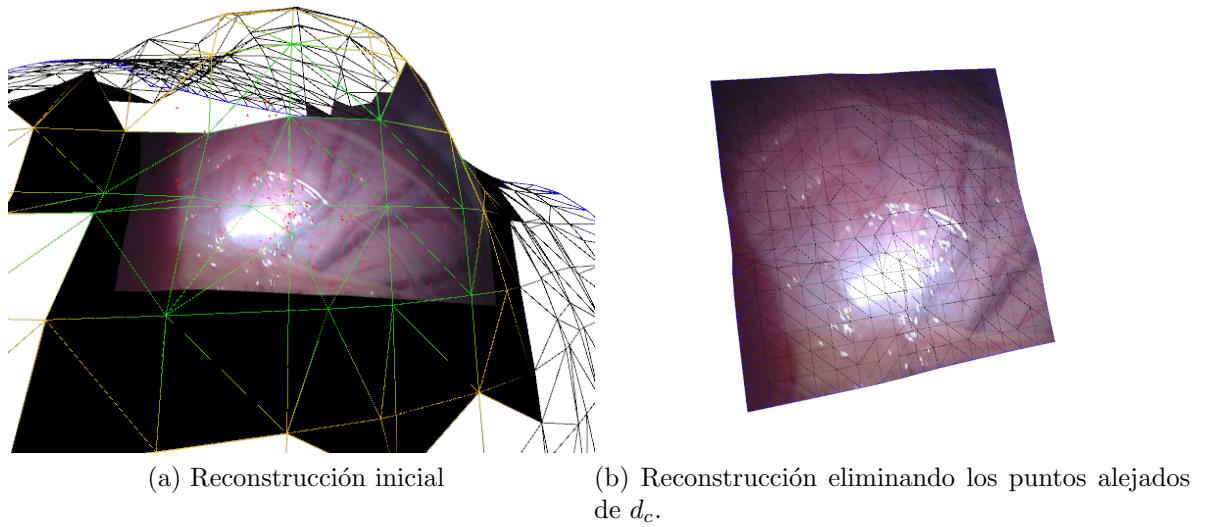 (a) Reconstrucción inicial
(b) Reconstrucción eliminando los puntos alejados
de d_c.